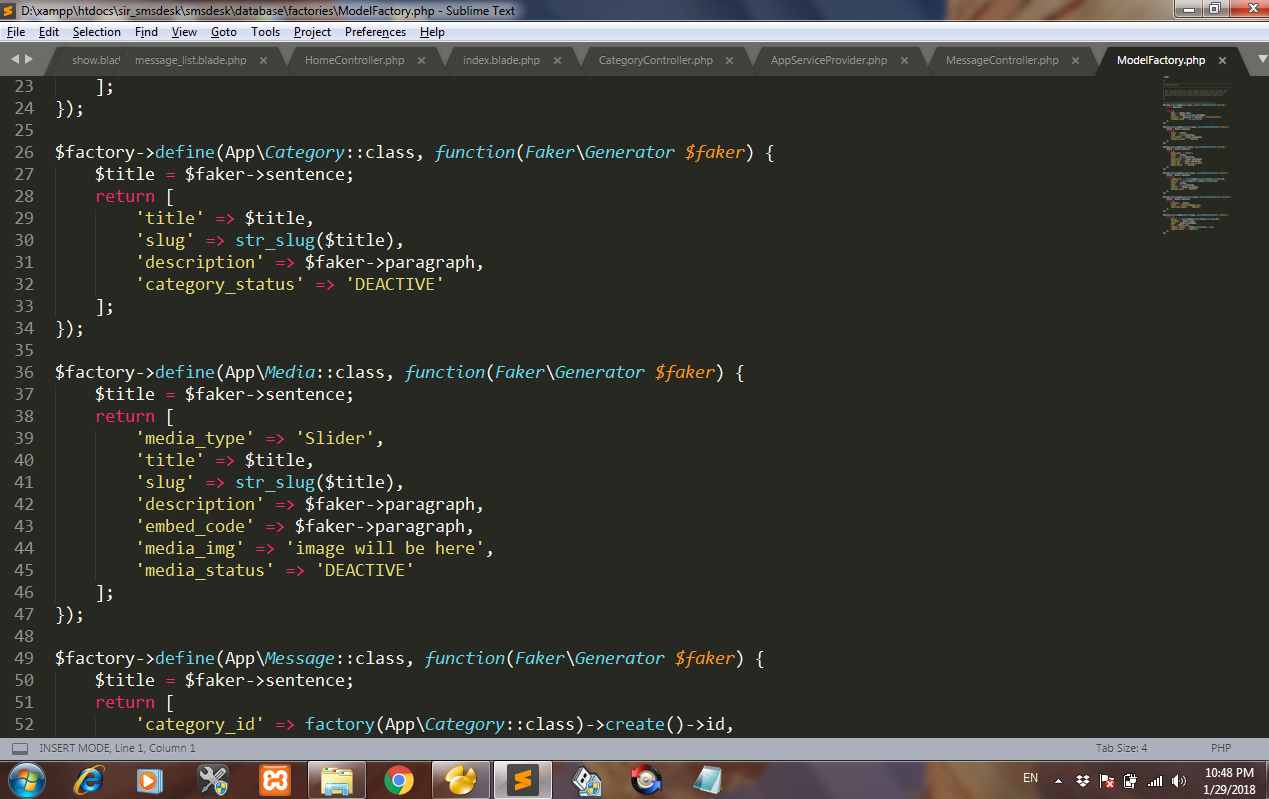 D:\xampp\htdocs\sir_smsdesk\smsdesk\database\factories\ModelFactory.php - Sublime Text
File Edit Selection Find View Goto Tools Project Preferences Help
show.blad message_list.blade.php HomeController.php index.blade.php CategoryController.php AppServiceProvider.php MessageController.php ModelFactory.php
23 ];
24 });
25
26 $factory->define(App\Category::class, function(Faker\Generator $faker) {
27 $title = $faker->sentence;
28 return [
29 'title' => $title,
30 'slug' => str_slug($title),
31 'description' => $faker->paragraph,
32 'category_status' => 'DEACTIVE'
33 ];
34 });
35
36 $factory->define(App\Media::class, function(Faker\Generator $faker) {
37 $title = $faker->sentence;
38 return [
39 'media_type' => 'Slider',
40 'title' => $title,
41 'slug' => str_slug($title),
42 'description' => $faker->paragraph,
43 'embed_code' => $faker->paragraph,
44 'media_img' => 'image will be here',
45 'media_status' => 'DEACTIVE'
46 ];
47 });
48
49 $factory->define(App\Message::class, function(Faker\Generator $faker) {
50 $title = $faker->sentence;
51 return [
52 'category_id' => factory(App\Category::class)->create()->id,
INSERT MODE, Line 1, Column 1 Tab Size: 4 PHP
EN 10:48 PM
1/29/2018